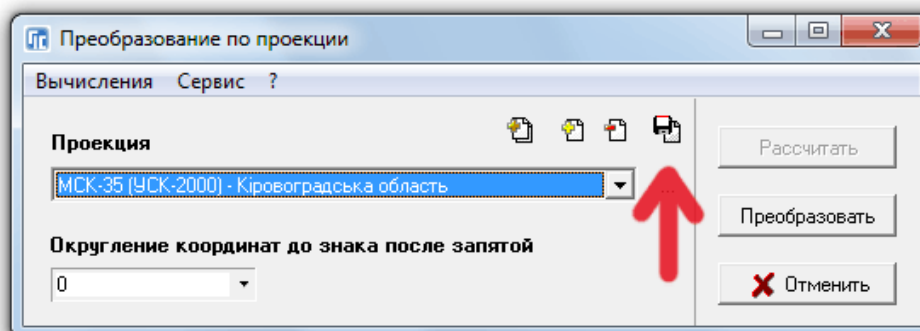 Преобразование по проекции
Вычисления Сервис ?
Проекция
МСК-35 (УСК-2000) - Кіровоградська область
Округление координат до знака после запятой
0
Рассчитать
Преобразовать
Отменить